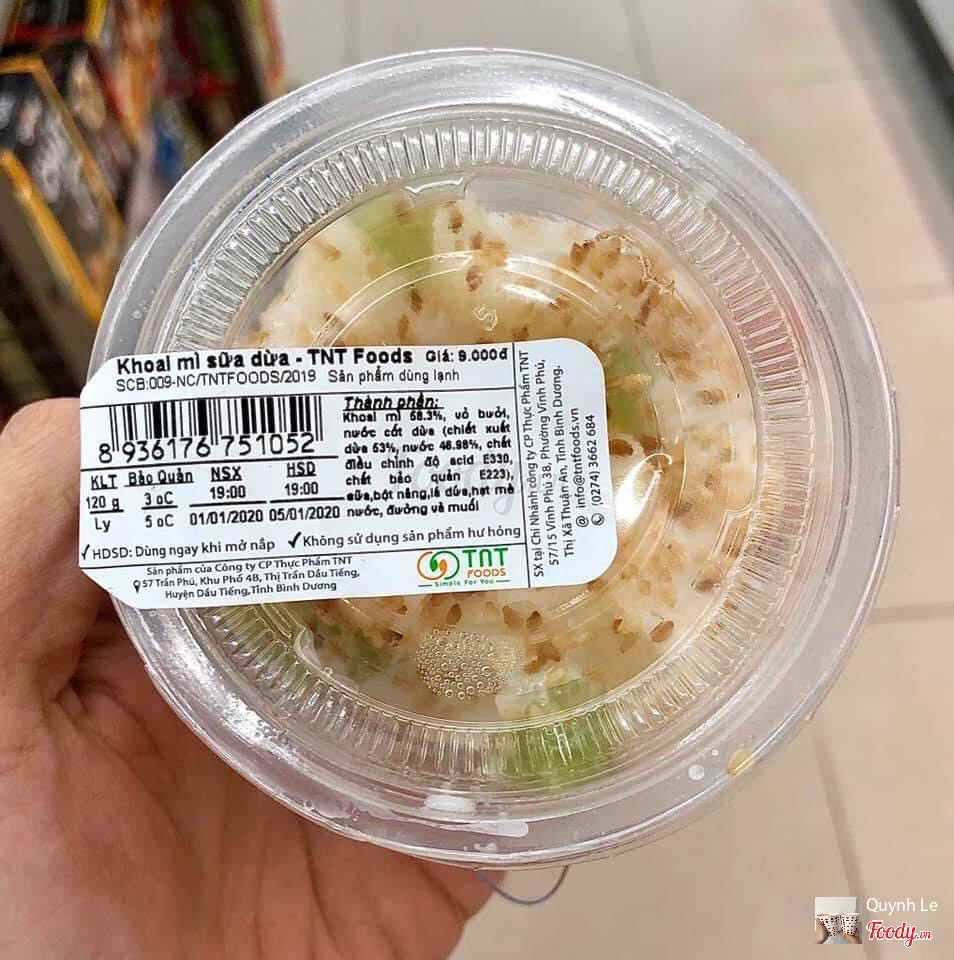 Khoai mì sữa dừa - TNT Foods Giá: 9.000đ
SCB:009-NC/TNTFOODS/2019 Sản phẩm dùng lạnh
8 936176 751052
KLT Bảo Quản NSX HSD
120 g 3 oC 19:00 19:00
Ly 5 oC 01/01/2020 05/01/2020
Thành phần:
Khoai mì 58.3%, vỏ bưởi,
nước cốt dừa (chiết xuất
dừa 53%, nước 46.98%, chất
điều chỉnh độ acid E330,
chất bảo quản E223),
sữa,bột năng,lá dứa,hạt mè
nước, đường và muối
✓HDSD: Dùng ngay khi mở nắp ✓Không sử dụng sản phẩm hư hỏng
Sản phẩm của Công ty CP Thực Phẩm TNT
57 Trần Phú, Khu Phố 4B, Thị Trấn Dầu Tiếng,
Huyện Dầu Tiếng,Tỉnh Bình Dương
TNT
FOODS
Simple For You
SX tại Chi Nhánh công ty CP Thực Phẩm TNT
57/15 Vĩnh Phú 38, Phường Vĩnh Phú,
Thị Xã Thuận An, Tỉnh Bình Dương.
@ info@tntfoods.vn
(0274) 3662 684
Quynh Le
Foody.vn